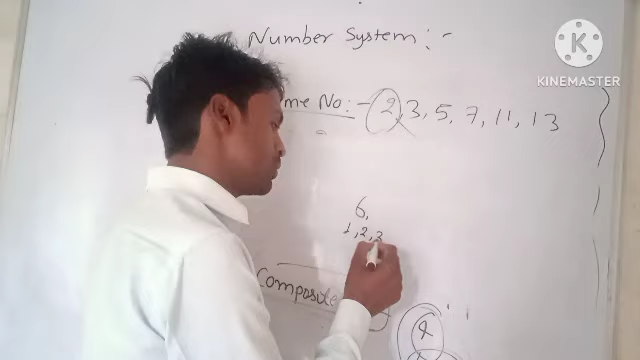 Number System :-
me No:- 2, 3, 5, 7, 11, 13
K
KINEMASTER
6,
1, 2, 3
Composite